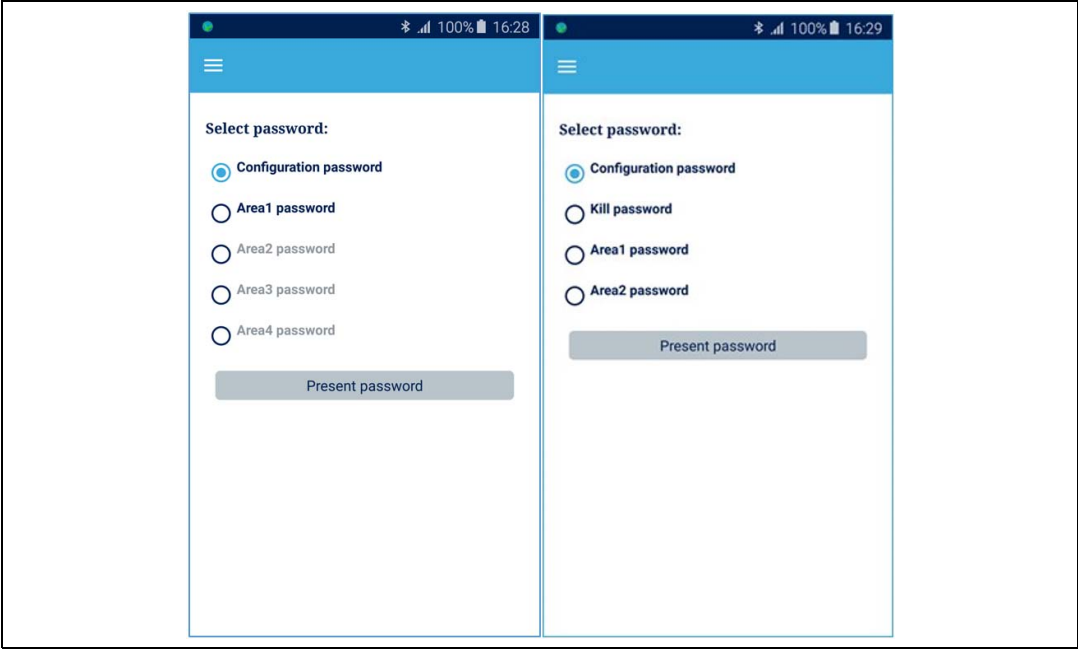 100% 16:28
Select password:
Configuration password
Area1 password
Area2 password
Area3 password
Area4 password
Present password
100% 16:29
Select password:
Configuration password
Kill password
Area1 password
Area2 password
Present password